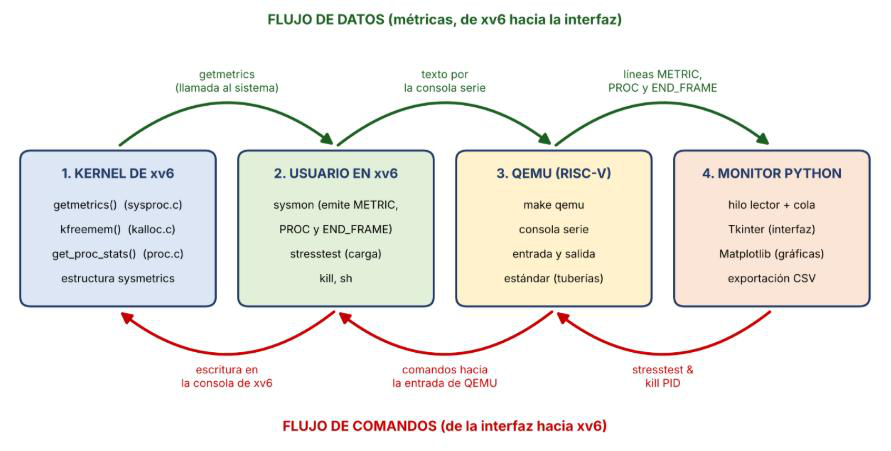 FLUJO DE DATOS (métricas, de xv6 hacia la interfaz)
getmetrics
(llamada al sistema)
texto por
la consola serie
líneas METRIC,
PROC y END_FRAME
1. KERNEL DE xv6
getmetrics() (sysproc.c)
kfreemem() (kalloc.c)
get_proc_stats() (proc.c)
estructura sysmetrics
2. USUARIO EN xv6
sysmon (emite METRIC,
PROC y END_FRAME)
stresstest (carga)
kill, sh
3. QEMU (RISC-V)
make qemu
consola serie
entrada y salida
estándar (tuberías)
4. MONITOR PYTHON
hilo lector + cola
Tkinter (interfaz)
Matplotlib (gráficas)
exportación CSV
escritura en
la consola de xv6
comandos hacia
la entrada de QEMU
stresstest &
kill PID
FLUJO DE COMANDOS (de la interfaz hacia xv6)